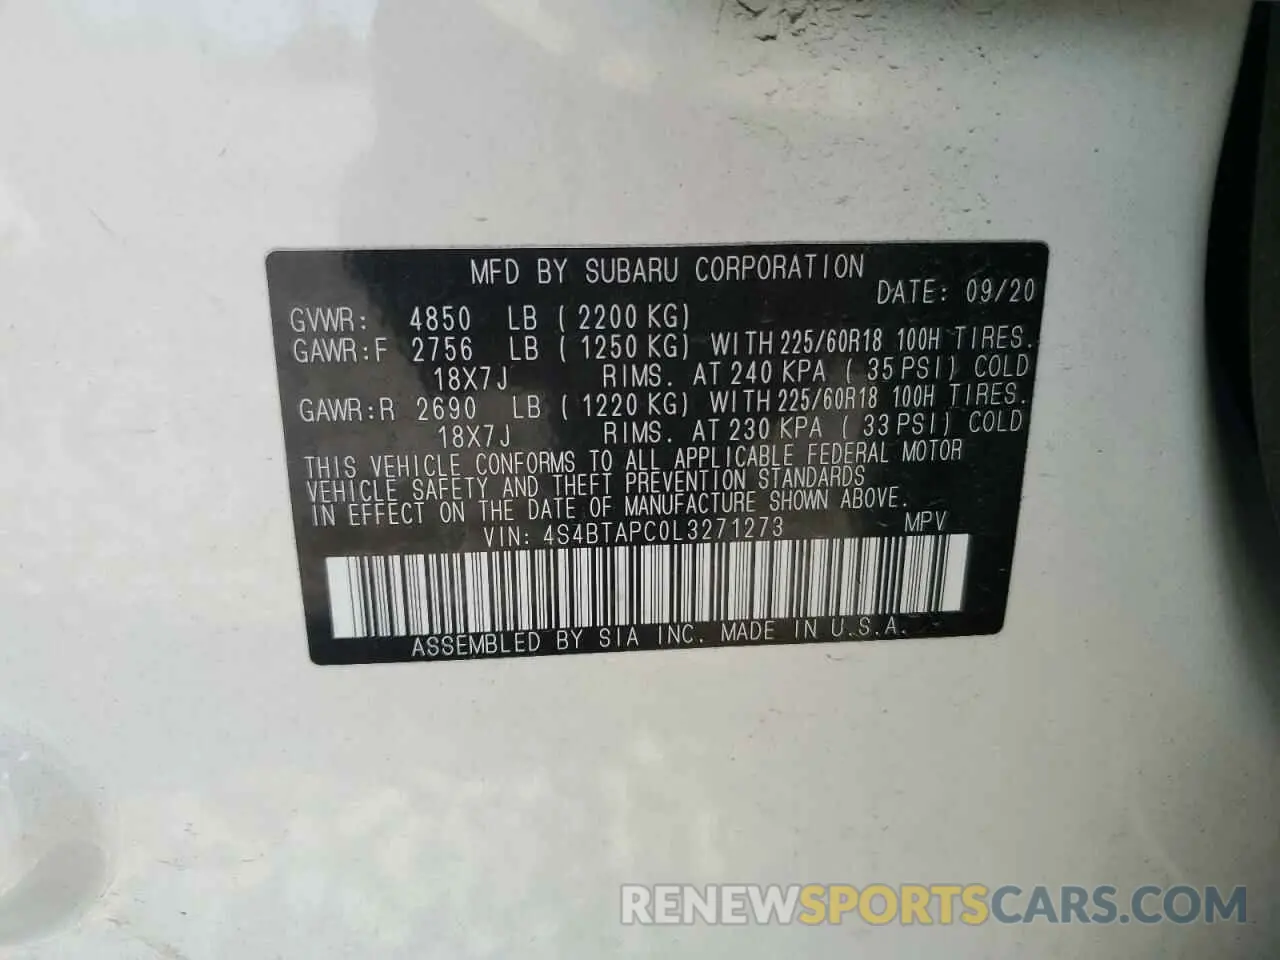 MFD BY SUBARU CORPORATION
DATE: 09/20
GVWR: 4850 LB ( 2200 KG)
GAWR:F 2756 LB ( 1250 KG) WITH 225/60R18 100H TIRES.
18X7J RIMS. AT 240 KPA ( 35 PSI) COLD
GAWR:R 2690 LB ( 1220 KG) WITH 225/60R18 100H TIRES.
18X7J RIMS. AT 230 KPA ( 33 PSI) COLD
THIS VEHICLE CONFORMS TO ALL APPLICABLE FEDERAL MOTOR
VEHICLE SAFETY AND THEFT PREVENTION STANDARDS
IN EFFECT ON THE DATE OF MANUFACTURE SHOWN ABOVE.
VIN: 4S4BTAPC0L3271273 MPV
ASSEMBLED BY SIA INC. MADE IN U.S.A.
RENEWSPORTSCARS.COM